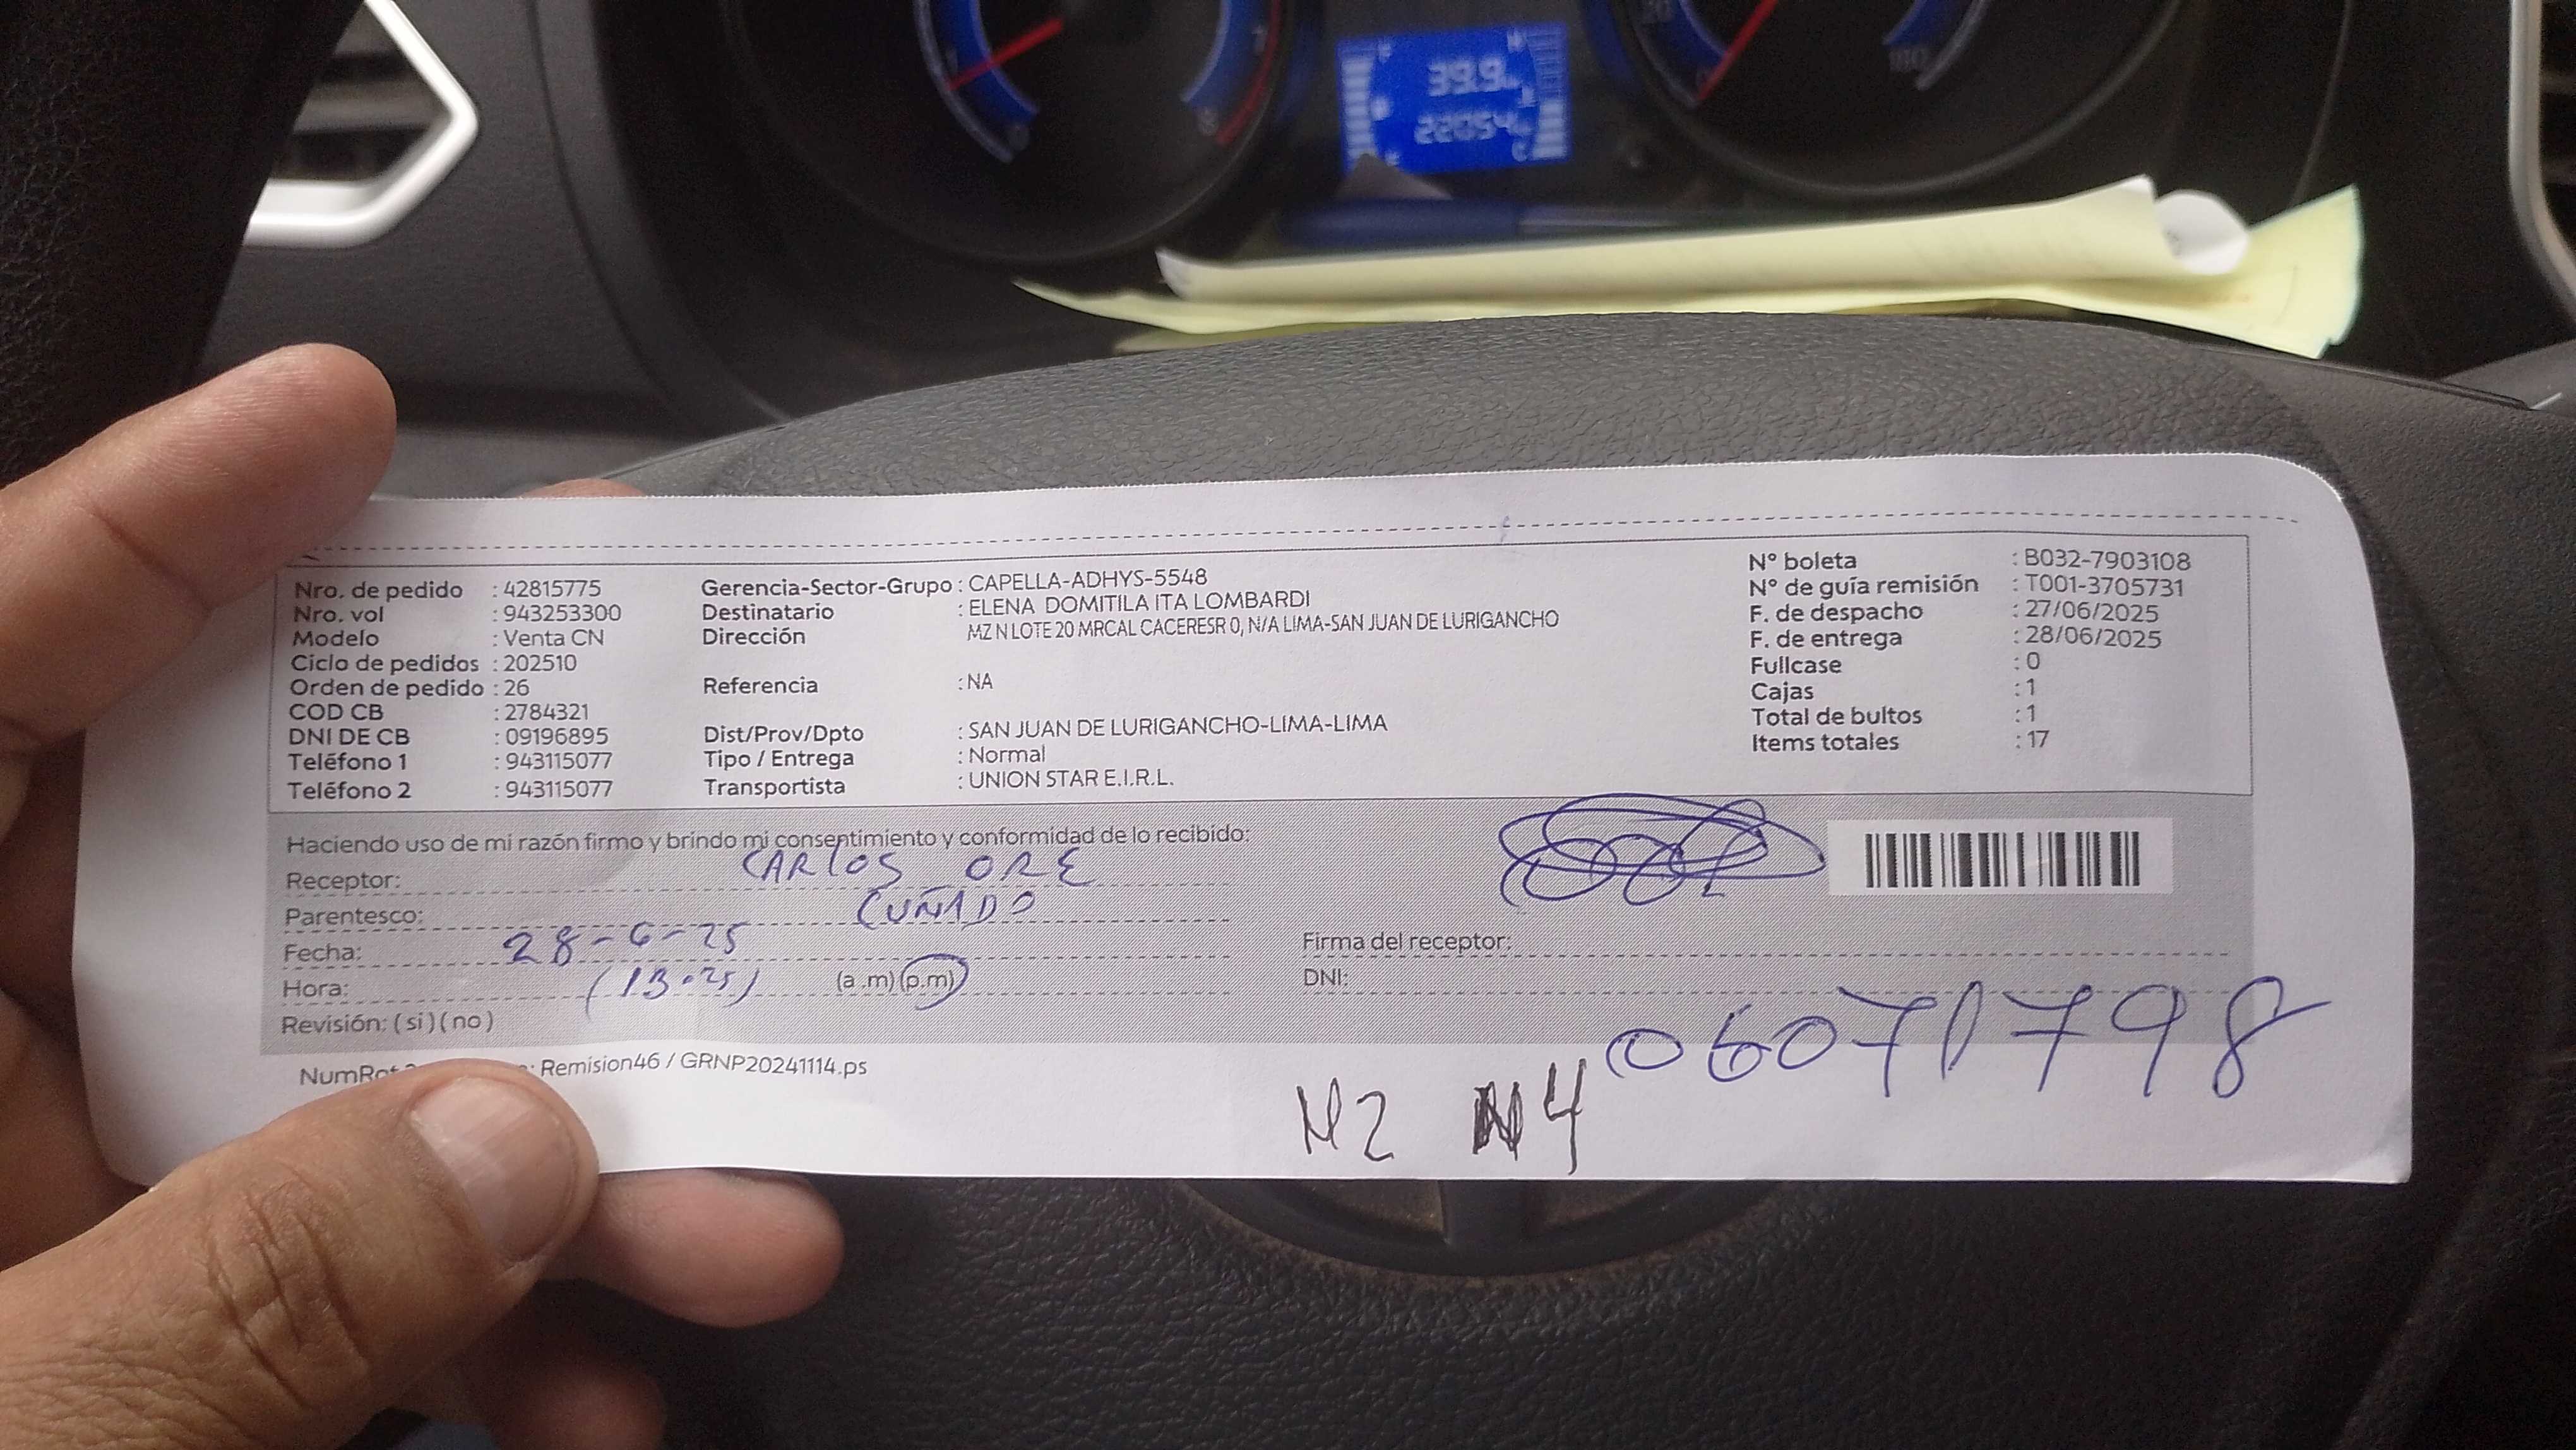 39.9
22054
Nro. de pedido : 42815775
Nro. vol : 943253300
Modelo : Venta CN
Ciclo de pedidos : 202510
Orden de pedido : 26
COD CB : 2784321
DNI DE CB : 09196895
Teléfono 1 : 943115077
Teléfono 2 : 943115077
Gerencia-Sector-Grupo : CAPELLA-ADHYS-5548
Destinatario : ELENA DOMITILA ITA LOMBARDI
Dirección MZ N LOTE 20 MRCAL CACERESR 0, N/A LIMA-SAN JUAN DE LURIGANCHO
Referencia : NA
Dist/Prov/Dpto : SAN JUAN DE LURIGANCHO-LIMA-LIMA
Tipo / Entrega : Normal
Transportista : UNION STAR E.I.R.L.
Nº boleta : B032-7903108
Nº de guía remisión : T001-3705731
F. de despacho : 27/06/2025
F. de entrega : 28/06/2025
Fullcase : 0
Cajas : 1
Total de bultos : 1
Items totales : 17
Haciendo uso de mi razón firmo y brindo mi consentimiento y conformidad de lo recibido:
Receptor: CARLOS ORE
Parentesco: CUÑADO
Fecha: 28-6-25
Hora: (13.25) (a.m)(p.m)
Revisión: (si)(no)
Firma del receptor:
DNI: 06071798
Remision46 / GRNP20241114.ps
N4